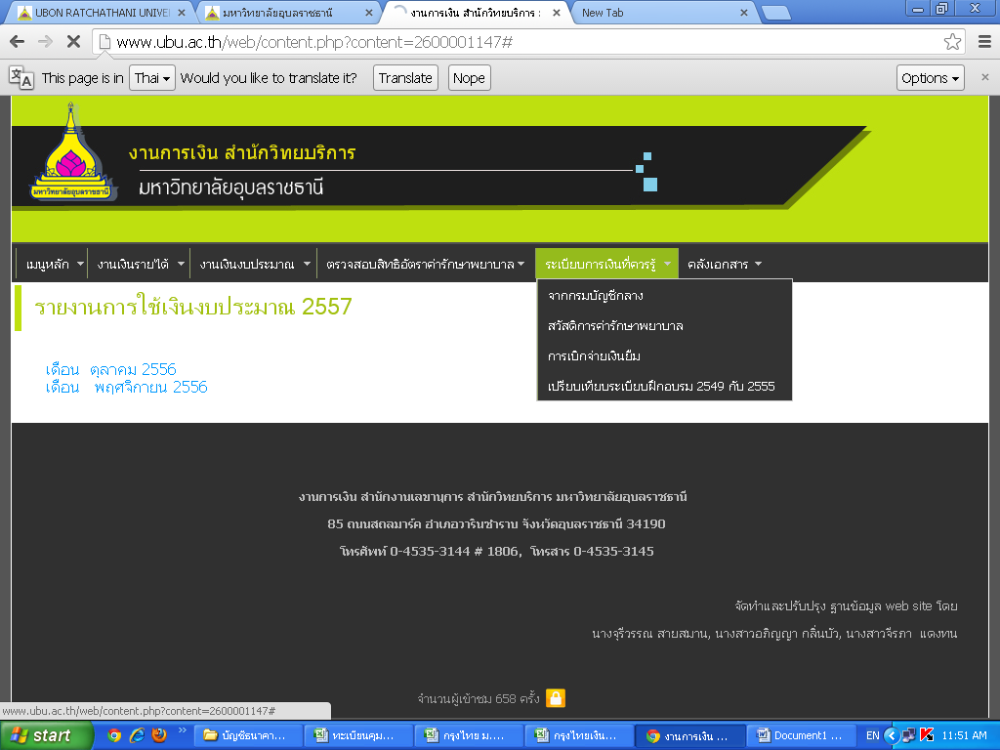 UBON RATCHATHANI UNIVE
มหาวิทยาลัยอุบลราชธานี
งานการเงิน สำนักวิทยบริการ :
New Tab
www.ubu.ac.th/web/content.php?content=2600001147#
This page is in Thai Would you like to translate it? Translate Nope Options
มหาวิทยาลัยอุบลราชธานี
งานการเงิน สำนักวิทยบริการ
มหาวิทยาลัยอุบลราชธานี
เมนูหลัก งานเงินรายได้ งานเงินงบประมาณ ตรวจสอบสิทธิอัตราค่ารักษาพยาบาล ระเบียบการเงินที่ควรรู้ คลังเอกสาร
จากกรมบัญชีกลาง
สวัสดิการค่ารักษาพยาบาล
การเบิกจ่ายเงินยืม
เปรียบเทียบระเบียบฝึกอบรม 2549 กับ 2555
รายงานการใช้เงินงบประมาณ 2557
เดือน ตุลาคม 2556
เดือน พฤศจิกายน 2556
งานการเงิน สำนักงานเลขานุการ สำนักวิทยบริการ มหาวิทยาลัยอุบลราชธานี
85 ถนนสถลมาร์ค อำเภอวารินชำราบ จังหวัดอุบลราชธานี 34190
โทรศัพท์ 0-4535-3144 # 1806, โทรสาร 0-4535-3145
จัดทำและปรับปรุง ฐานข้อมูล web site โดย
นางจุรีวรรณ สายสมาน, นางสาวอภิญญา กลิ่นบัว, นางสาวจีรภา แตงทน
จำนวนผู้เข้าชม 658 ครั้ง
www.ubu.ac.th/web/content.php?content=2600001147#
start
บัญชีธนาคา...
ทะเบียนคุม...
กรุงไทย ม....
กรุงไทยเงิน...
งานการเงิน ...
Document1 ...
EN
11:51 AM